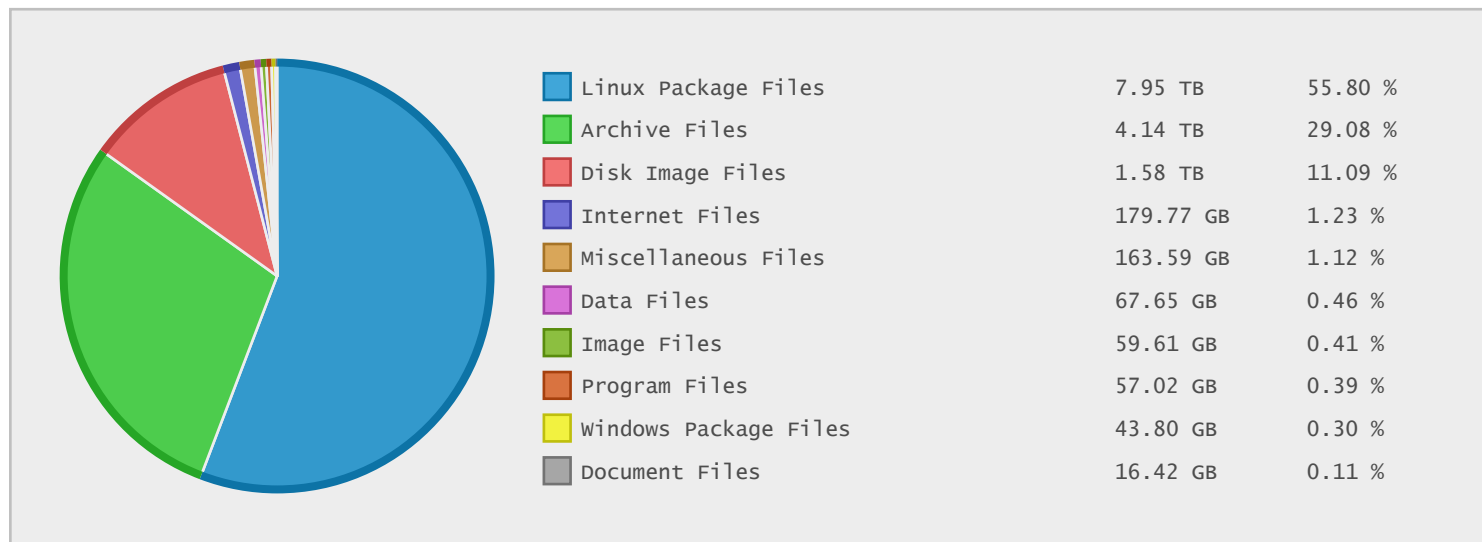 Linux Package Files 7.95 TB 55.80 %
Archive Files 4.14 TB 29.08 %
Disk Image Files 1.58 TB 11.09 %
Internet Files 179.77 GB 1.23 %
Miscellaneous Files 163.59 GB 1.12 %
Data Files 67.65 GB 0.46 %
Image Files 59.61 GB 0.41 %
Program Files 57.02 GB 0.39 %
Windows Package Files 43.80 GB 0.30 %
Document Files 16.42 GB 0.11 %